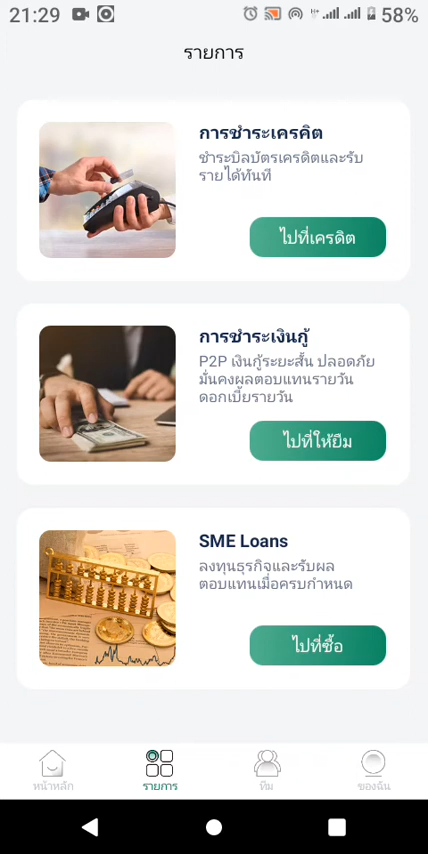 21:29
58%
รายการ
การชำระเครคิต
ชำระบิลบัตรเครดิตและรับ
รายได้ทันที
ไปที่เครดิต
การชำระเงินกู้
P2P เงินกู้ระยะสั้น ปลอดภัย
มั่นคงผลตอบแทนรายวัน
ดอกเบี้ยรายวัน
ไปที่ให้ยืม
SME Loans
ลงทุนธุรกิจและรับผล
ตอบแทนเมื่อครบกำหนด
ไปที่ซื้อ
หน้าหลัก
รายการ
ทีม
ของฉัน